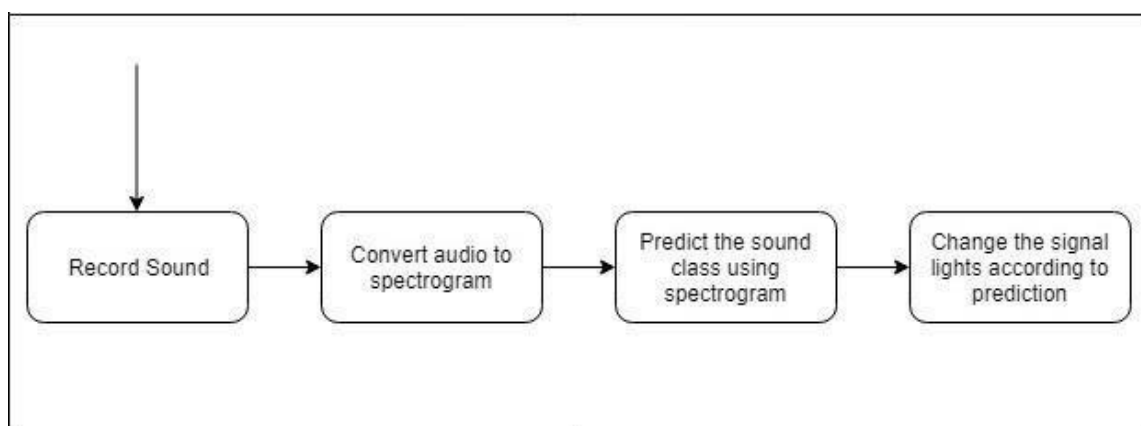 Record Sound
Convert audio to
spectrogram
Predict the sound
class using
spectrogram
Change the signal
lights according to
prediction